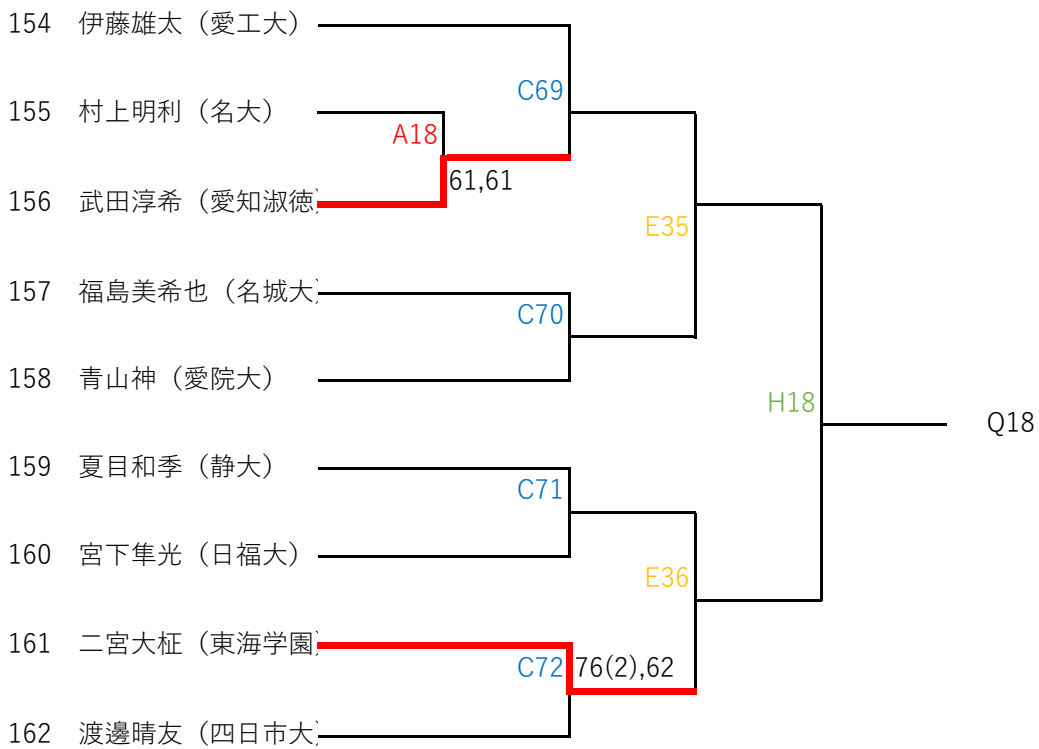 154 伊藤雄太（愛工大）
C69
155 村上明利（名大）
A18
61,61
156 武田淳希（愛知淑徳）
E35
157 福島美希也（名城大）
C70
158 青山神（愛院大）
H18
Q18
159 夏目和季（静大）
C71
160 宮下隼光（日福大）
E36
161 二宮大柾（東海学園）
C72
76(2),62
162 渡邊晴友（四日市大）